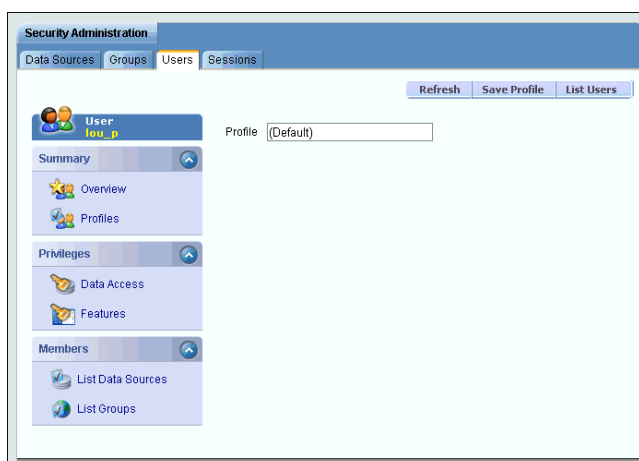 Security Administration
Data Sources Groups Users Sessions
Refresh Save Profile List Users
User
lou_p
Profile (Default)
Summary
Overview
Profiles
Privileges
Data Access
Features
Members
List Data Sources
List Groups